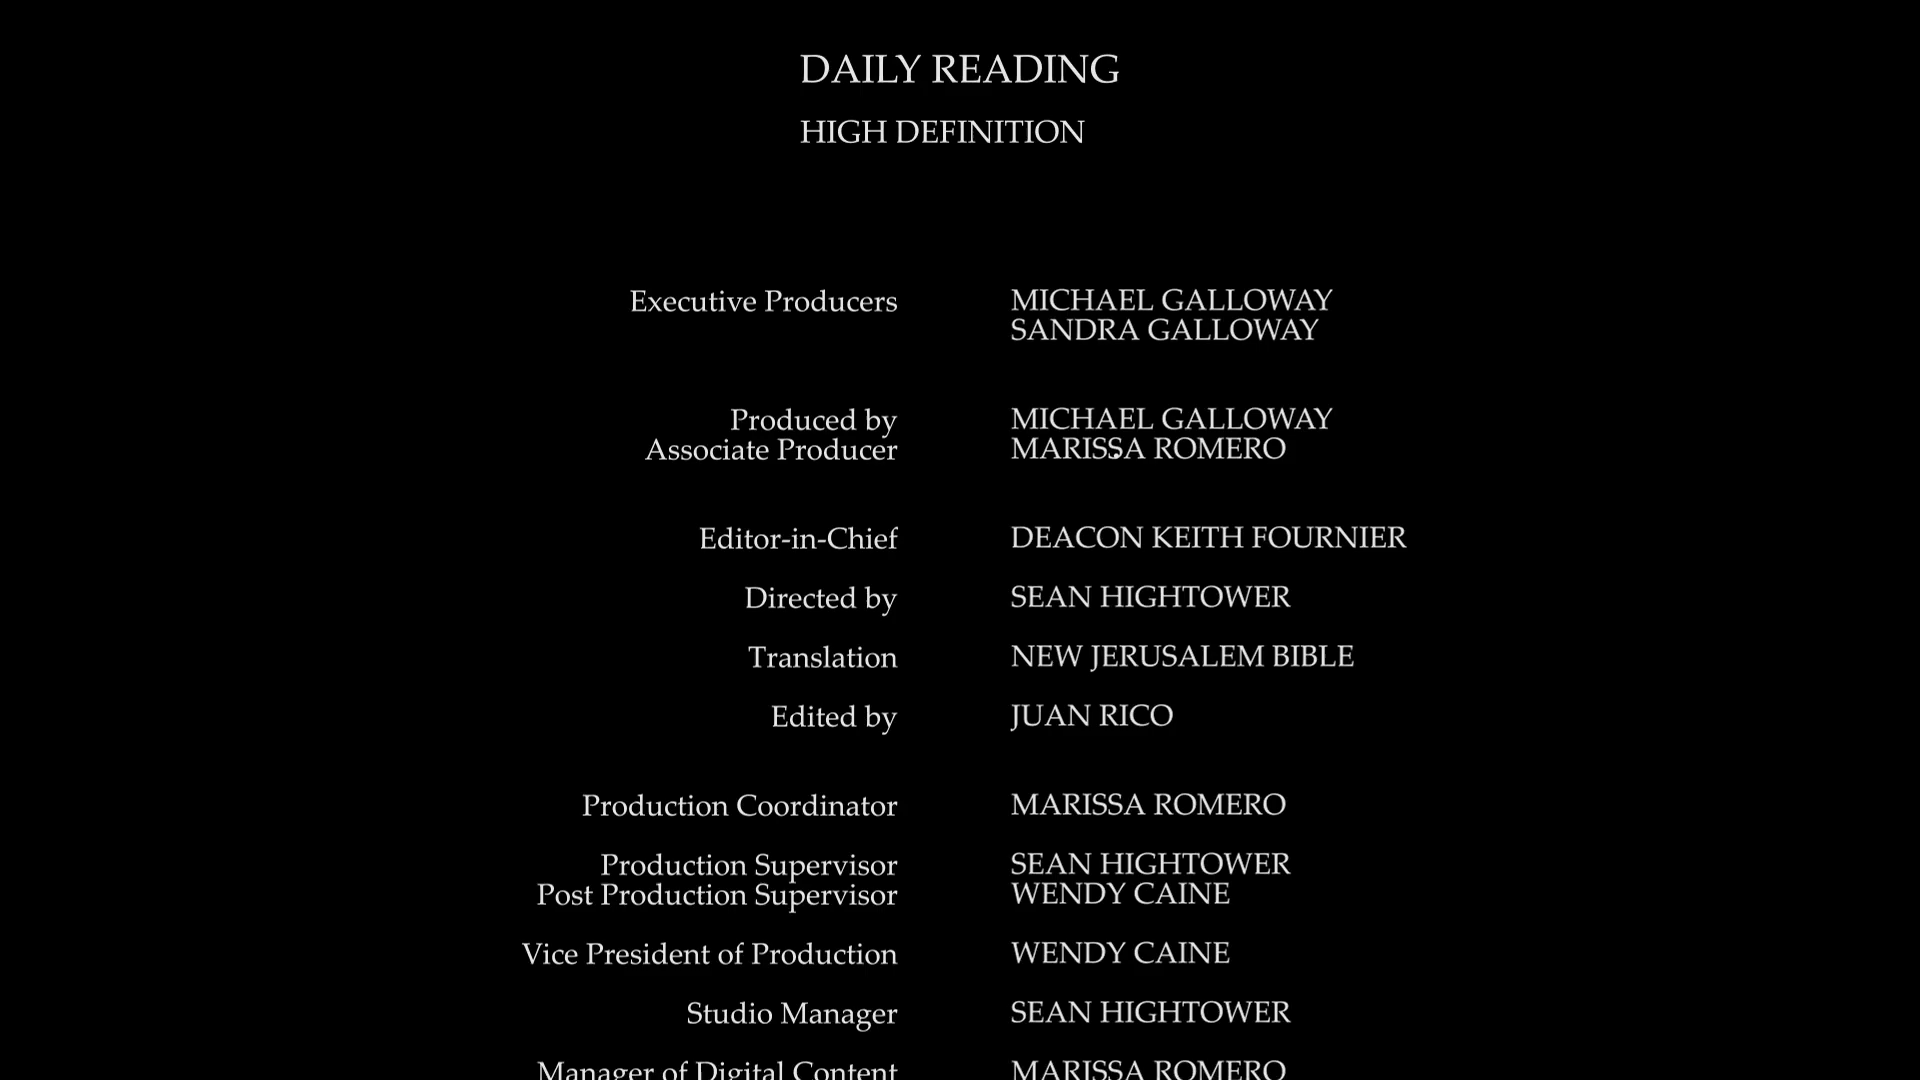 DAILY READING
HIGH DEFINITION
Executive Producers MICHAEL GALLOWAY
SANDRA GALLOWAY
Produced by MICHAEL GALLOWAY
Associate Producer MARISSA ROMERO
Editor-in-Chief DEACON KEITH FOURNIER
Directed by SEAN HIGHTOWER
Translation NEW JERUSALEM BIBLE
Edited by JUAN RICO
Production Coordinator MARISSA ROMERO
Production Supervisor SEAN HIGHTOWER
Post Production Supervisor WENDY CAINE
Vice President of Production WENDY CAINE
Studio Manager SEAN HIGHTOWER
Manager of Digital Content MARISSA ROMERO